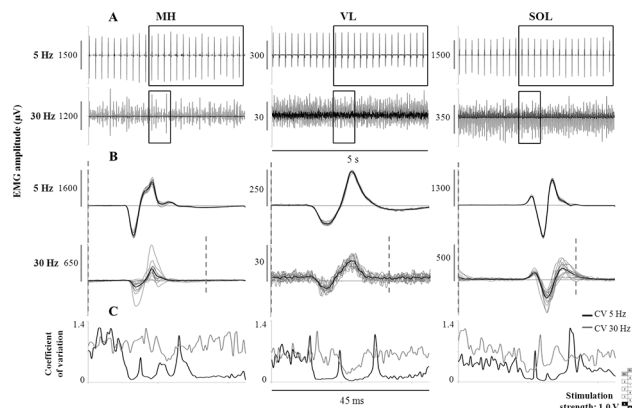 A MH VL SOL
5 Hz 1500 300 1500
30 Hz 1200 30 350
EMG amplitude (µV)
5 s
B
5 Hz 1600 250 1300
30 Hz 650 30 500
C
CV 5 Hz
CV 30 Hz
1.4 1.4 1.4
Coefficient
of variation
0 0 0
45 ms
Stimulation
strength: 1.0 V